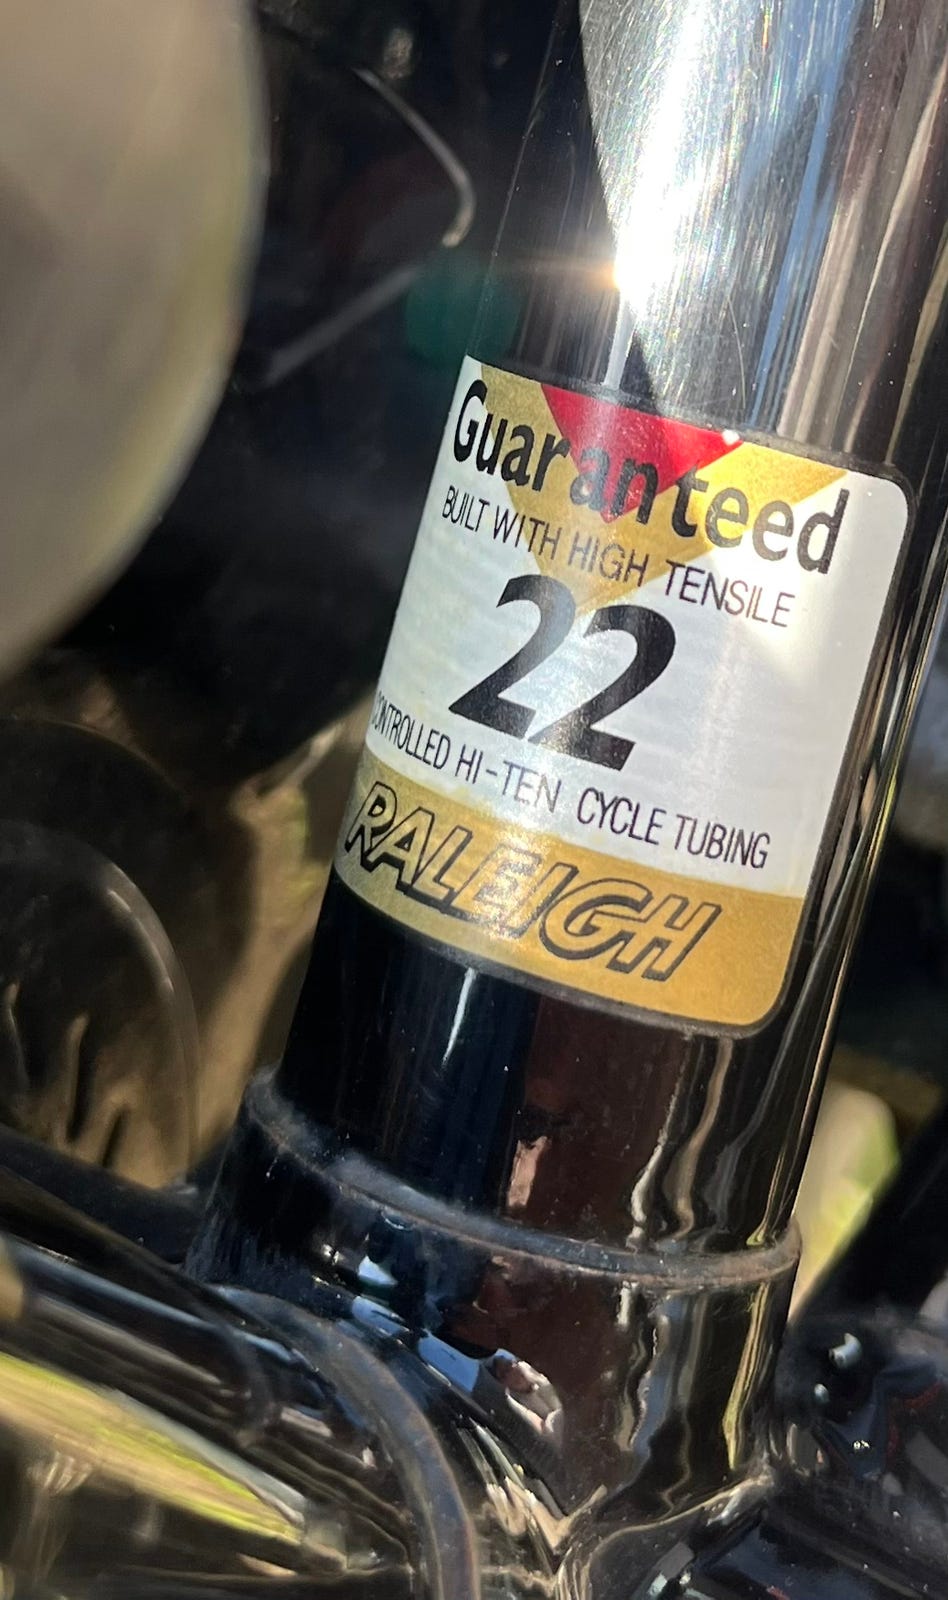 Guaranteed
BUILT WITH HIGH TENSILE
22
CONTROLLED HI-TEN CYCLE TUBING
RALEIGH